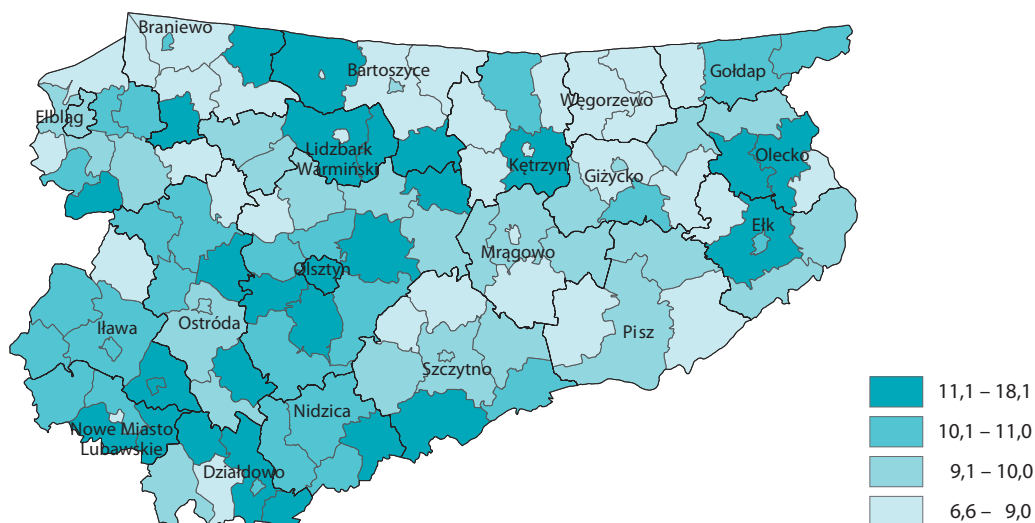 Braniewo
Bartoszyce
Gołdap
Węgorzewo
Elbląg
Lidzbark
Warmiński
Kętrzyn
Olecko
Giżycko
Ełk
Mrągowo
Olsztyn
Ostróda
Iława
Pisz
Szczytno
Nidzica
Nowe Miasto
Lubawskie
Działdowo
11,1 – 18,1
10,1 – 11,0
9,1 – 10,0
6,6 – 9,0